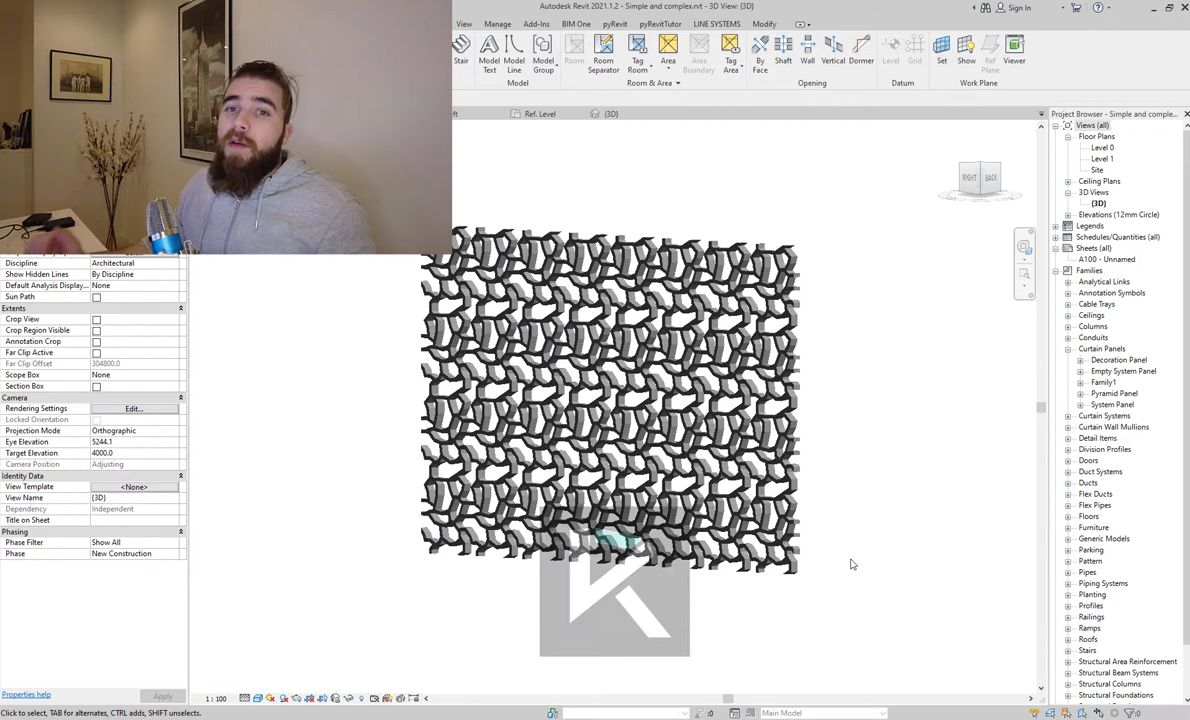 Autodesk Revit 2021.1.2 - Simple and complex.rvt - 3D View: {3D}
Sign In
View Manage Add-Ins BIM One pyRevit pyRevitTutor LINE SYSTEMS Modify
Stair Model Text Model Line Model Group Room Room Separator Tag Room Area Area Boundary Tag Area By Face Shaft Wall Vertical Dormer Level Grid Set Show Ref Plane Viewer
Model Room & Area Opening Datum Work Plane
ft Ref. Level {3D}
RIGHT BACK
Discipline Architectural
Show Hidden Lines By Discipline
Default Analysis Display... None
Sun Path
Extents
Crop View
Crop Region Visible
Annotation Crop
Far Clip Active
Far Clip Offset 304800.0
Scope Box None
Section Box
Camera
Rendering Settings Edit...
Locked Orientation
Projection Mode Orthographic
Eye Elevation 5244.1
Target Elevation 4000.0
Camera Position Adjusting
Identity Data
View Template <None>
View Name {3D}
Dependency Independent
Title on Sheet
Phasing
Phase Filter Show All
Phase New Construction
Properties help Apply
Project Browser - Simple and comple...
Views (all)
Floor Plans
Level 0
Level 1
Site
Ceiling Plans
3D Views
{3D}
Elevations (12mm Circle)
Legends
Schedules/Quantities (all)
Sheets (all)
A100 - Unnamed
Families
Analytical Links
Annotation Symbols
Cable Trays
Ceilings
Columns
Conduits
Curtain Panels
Decoration Panel
Empty System Panel
Family1
Pyramid Panel
System Panel
Curtain Systems
Curtain Wall Mullions
Detail Items
Division Profiles
Doors
Duct Systems
Ducts
Flex Ducts
Flex Pipes
Floors
Furniture
Generic Models
Parking
Pattern
Pipes
Piping Systems
Planting
Profiles
Railings
Ramps
Roofs
Stairs
Structural Area Reinforcement
Structural Beam Systems
Structural Columns
Structural Foundations
1 : 100
Click to select, TAB for alternates, CTRL adds, SHIFT unselects.
:0 Main Model :0